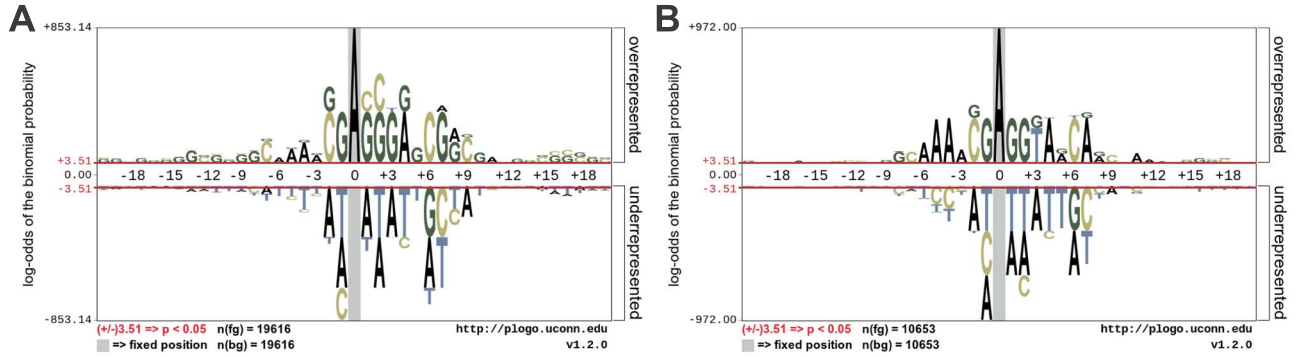 A
+853.14
log-odds of the binomial probability
overrepresented
+3.51
0.00
-3.51
-18 -15 -12 -9 -6 -3 0 +3 +6 +9 +15 +18
underrepresented
-853.14
(+/-)3.51 => p < 0.05 n(fg) = 19616
=> fixed position n(bg) = 19616
http://plogo.uconn.edu
v1.2.0
B
+972.00
log-odds of the binomial probability
overrepresented
+3.51
0.00
-3.51
-18 -15 -12 -9 -6 -3 0 +3 +6 +9 +15 +18
underrepresented
-972.00
(+/-)3.51 => p < 0.05 n(fg) = 10653
=> fixed position n(bg) = 10653
http://plogo.uconn.edu
v1.2.0